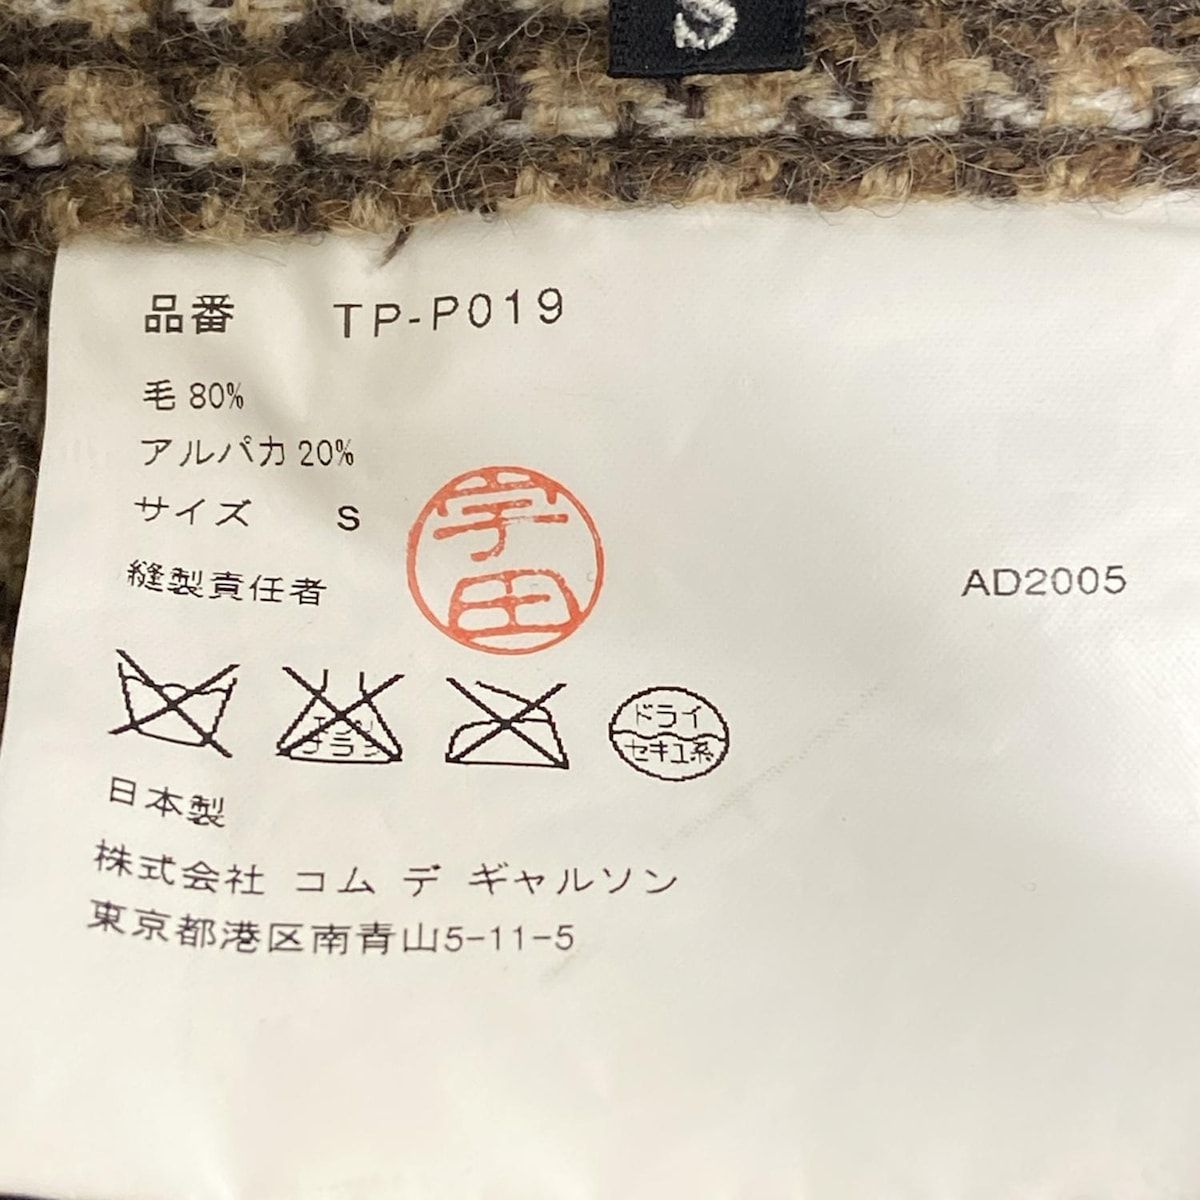 S
品番 TP-P019
毛 80%
アルパカ 20%
サイズ S
縫製責任者
AD2005
ドライ
セキユ系
日本製
株式会社 コム デ ギャルソン
東京都港区南青山5-11-5